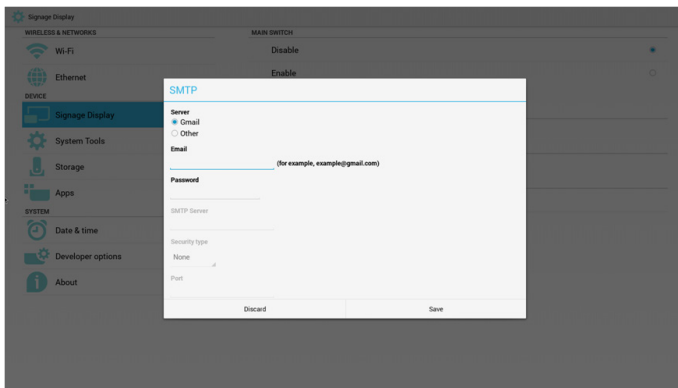 Signage Display
WIRELESS & NETWORKS
Wi-Fi
Ethernet
DEVICE
Signage Display
System Tools
Storage
Apps
SYSTEM
Date & time
Developer options
About
MAIN SWITCH
Disable
Enable
SMTP
Server
Gmail
Other
Email
(for example, example@gmail.com)
Password
SMTP Server
Security type
None
Port
Discard
Save